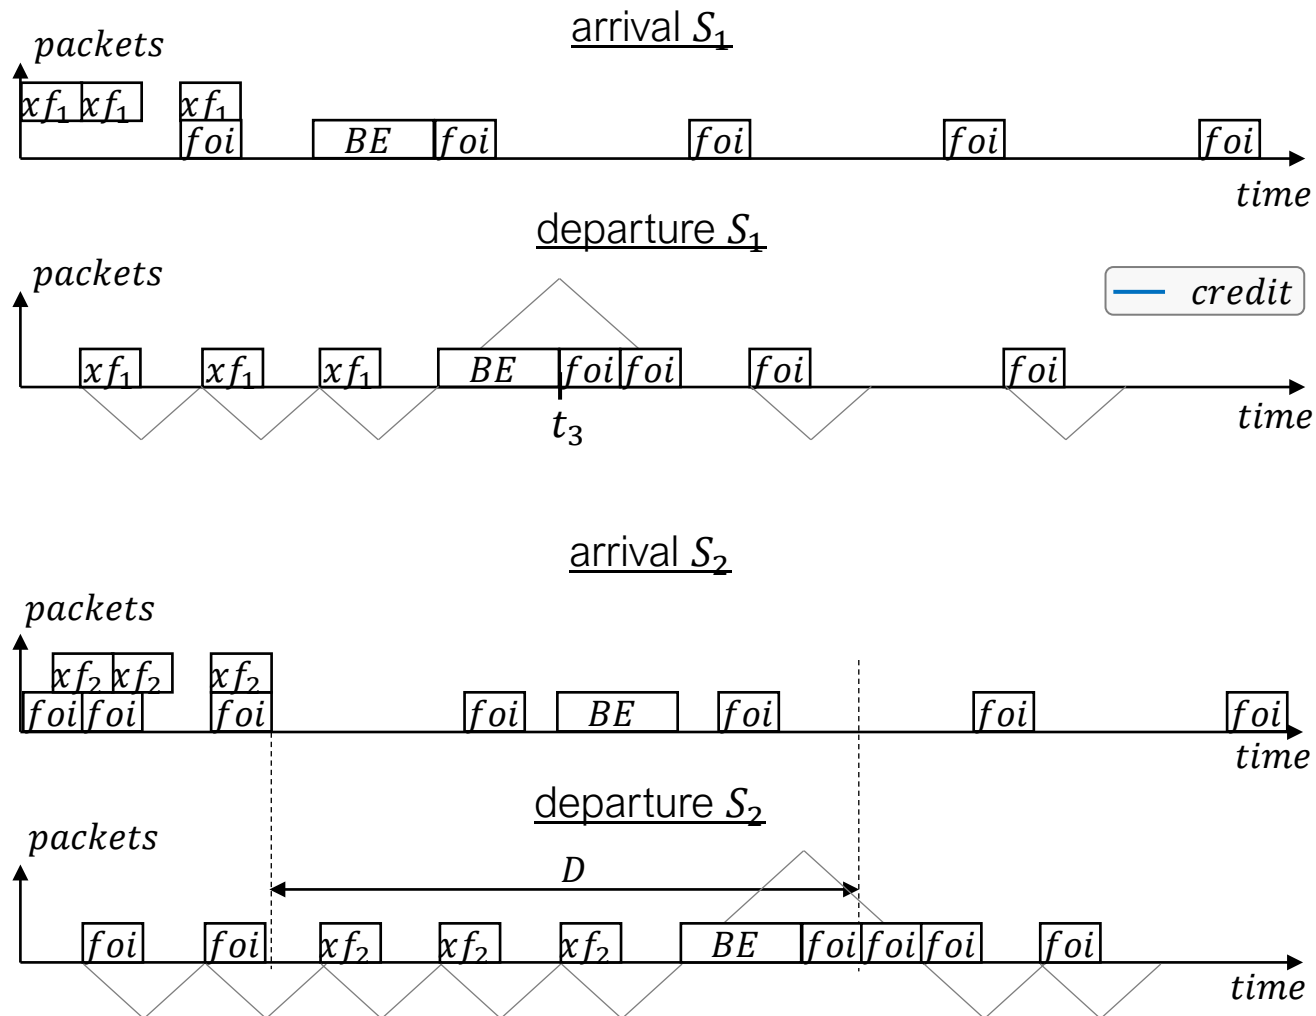 arrival S₁
packets
xf₁ xf₁ xf₁
foi BE foi foi foi foi
time
departure S₁
packets
credit
xf₁ xf₁ xf₁ BE foi foi foi foi
time
t₃
arrival S₂
packets
xf₂ xf₂ xf₂
foi foi foi foi BE foi foi foi
time
departure S₂
packets
D
foi foi xf₂ xf₂ xf₂ BE foi foi foi foi
time